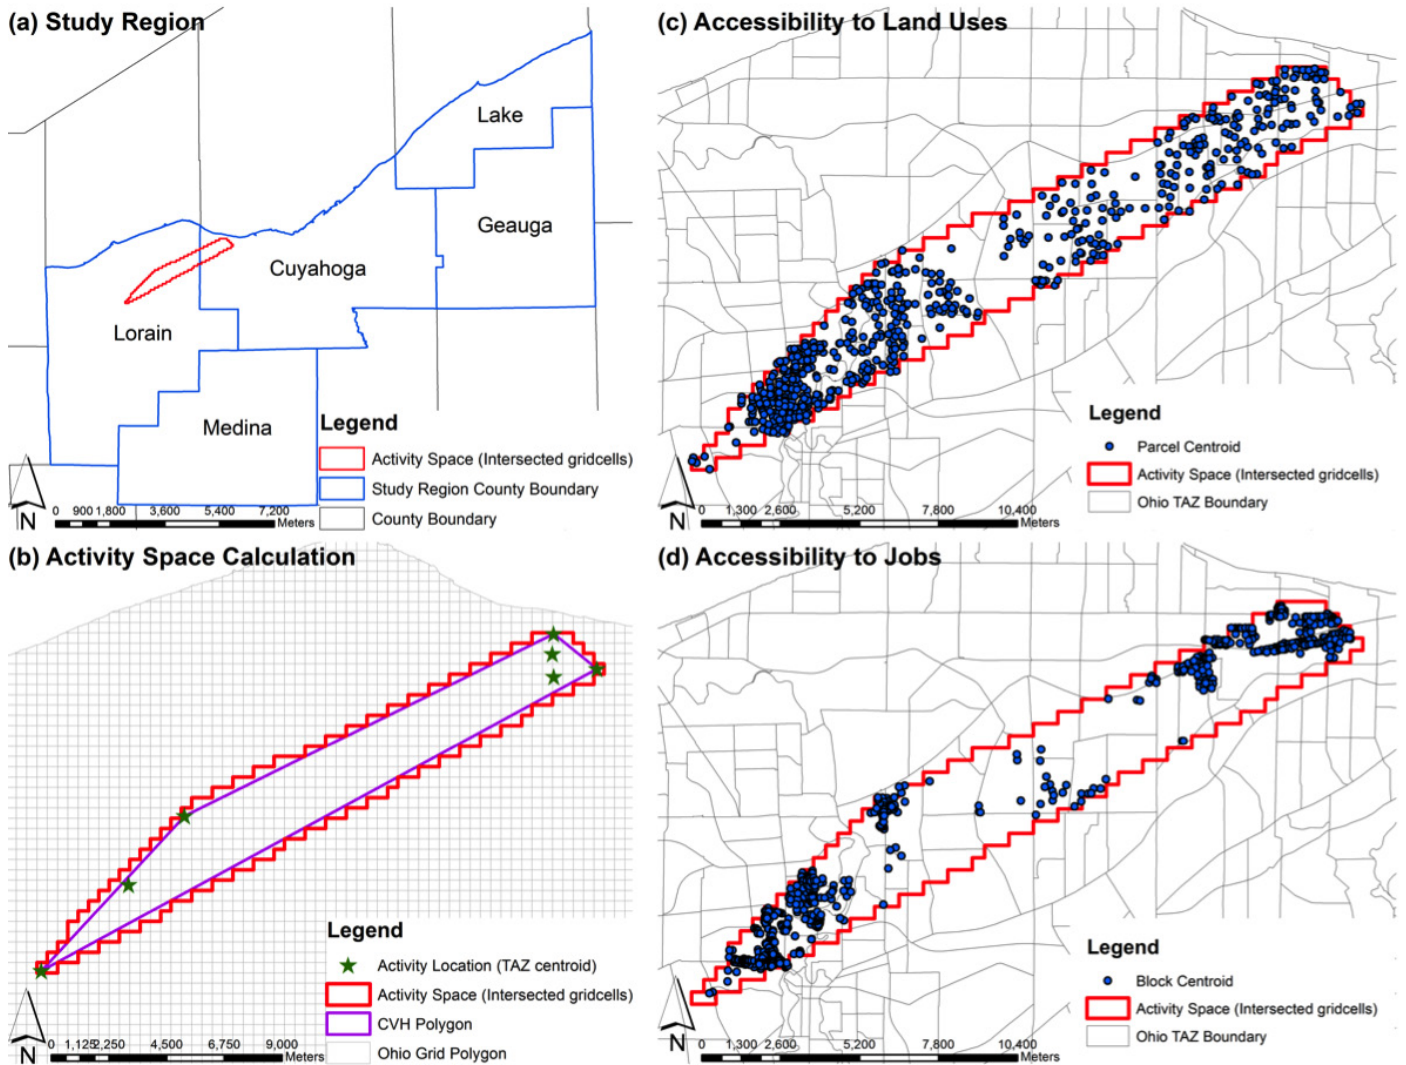 (a) Study Region
Lake
Geauga
Cuyahoga
Lorain
Medina
Legend
Activity Space (Intersected gridcells)
Study Region County Boundary
County Boundary
N
0 900 1,800 3,600 5,400 7,200
Meters
(b) Activity Space Calculation
Legend
Activity Location (TAZ centroid)
Activity Space (Intersected gridcells)
CVH Polygon
Ohio Grid Polygon
N
0 1,125 2,250 4,500 6,750 9,000
Meters
(c) Accessibility to Land Uses
Legend
Parcel Centroid
Activity Space (Intersected gridcells)
Ohio TAZ Boundary
N
0 1,300 2,600 5,200 7,800 10,400
Meters
(d) Accessibility to Jobs
Legend
Block Centroid
Activity Space (Intersected gridcells)
Ohio TAZ Boundary
N
0 1,300 2,600 5,200 7,800 10,400
Meters